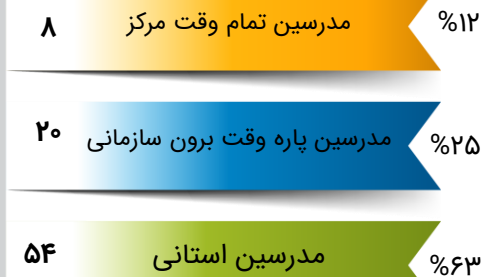 %۱۲ مدرسین تمام وقت مرکز ۸
%۲۵ مدرسین پاره وقت برون سازمانی ۲۰
%۶۳ مدرسین استانی ۵۴